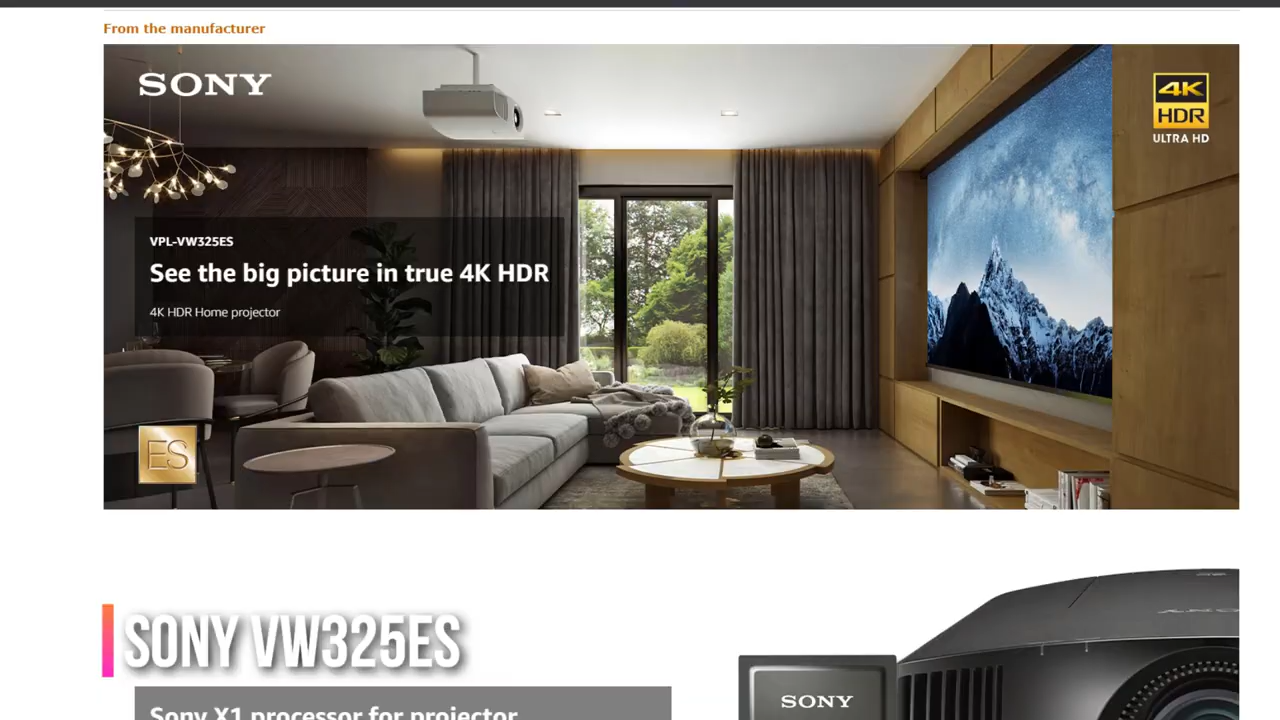 From the manufacturer
SONY
4K
HDR
ULTRA HD
VPL-VW325ES
See the big picture in true 4K HDR
4K HDR Home projector
ES
SONY VW325ES
SONY
SONY
Sony X1 processor for projector